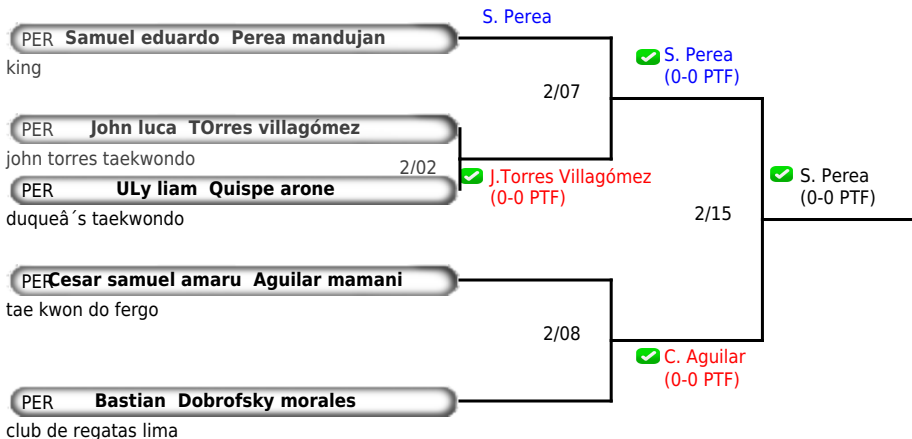 S. Perea
PER Samuel eduardo Perea mandujan
king
S. Perea
(0-0 PTF)
2/07
PER John luca TOrres villagómez
john torres taekwondo
2/02
J.Torres Villagómez
(0-0 PTF)
PER ULy liam Quispe arone
duqueâ´s taekwondo
S. Perea
(0-0 PTF)
2/15
PER Cesar samuel amaru Aguilar mamani
tae kwon do fergo
2/08
C. Aguilar
(0-0 PTF)
PER Bastian Dobrofsky morales
club de regatas lima